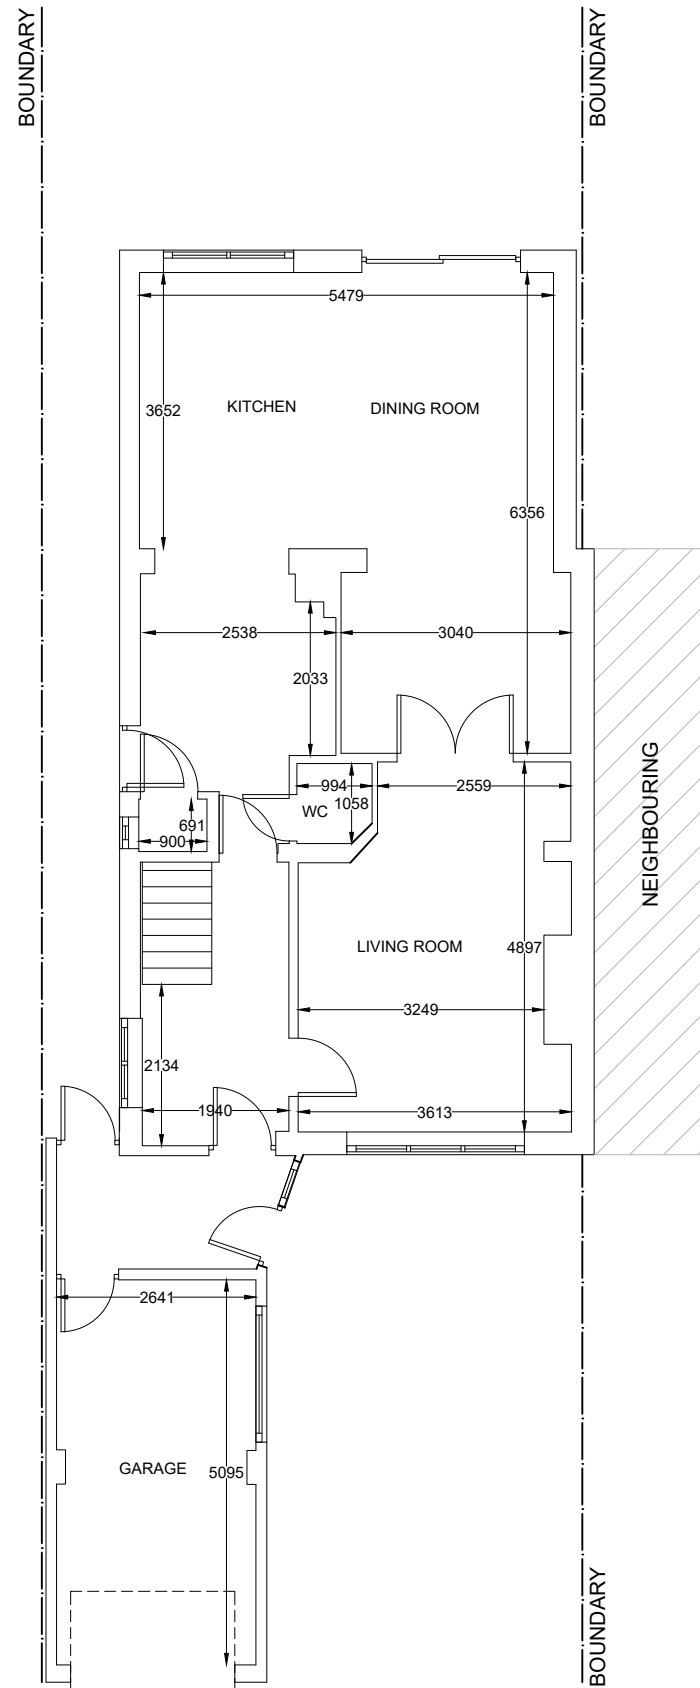 BOUNDARY
BOUNDARY
5479
3652
KITCHEN
DINING ROOM
6356
2538
3040
2033
NEIGHBOURING
994
2559
1058
WC
691
900
LIVING ROOM
4897
3249
2134
1940
3613
2641
GARAGE
5095
BOUNDARY